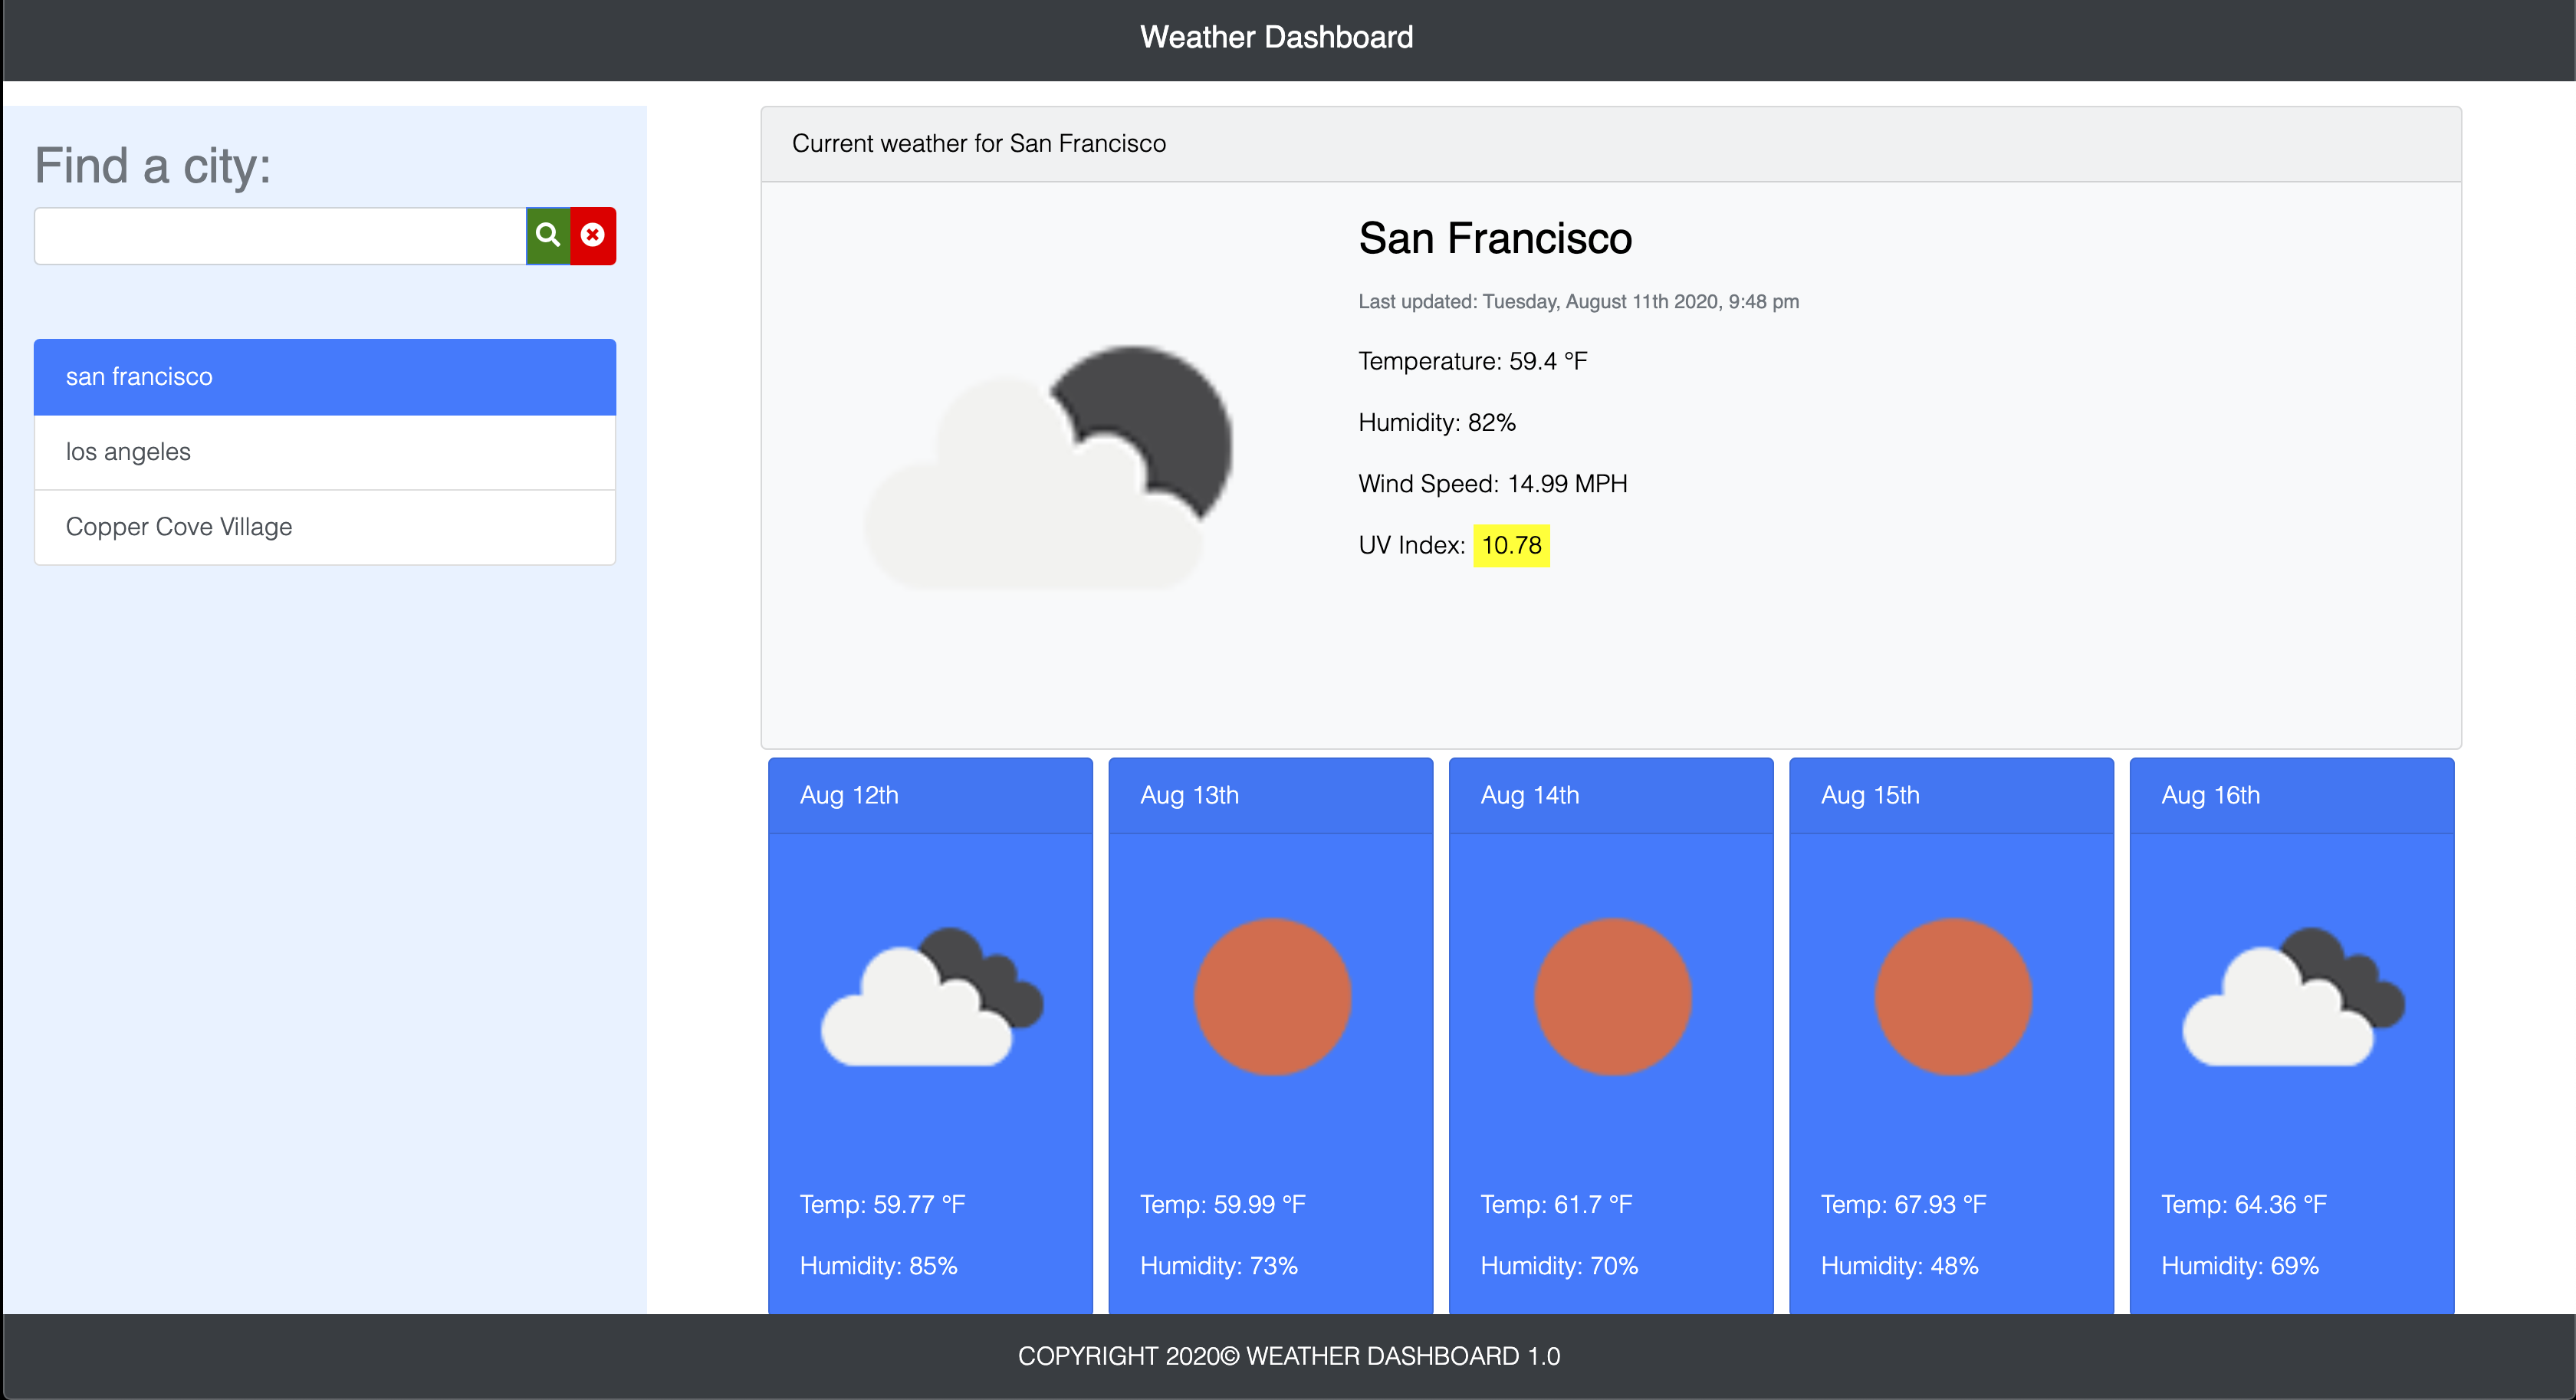 Weather Dashboard
Find a city:
san francisco
los angeles
Copper Cove Village
Current weather for San Francisco
San Francisco
Last updated: Tuesday, August 11th 2020, 9:48 pm
Temperature: 59.4 °F
Humidity: 82%
Wind Speed: 14.99 MPH
UV Index: 10.78
Aug 12th
Temp: 59.77 °F
Humidity: 85%
Aug 13th
Temp: 59.99 °F
Humidity: 73%
Aug 14th
Temp: 61.7 °F
Humidity: 70%
Aug 15th
Temp: 67.93 °F
Humidity: 48%
Aug 16th
Temp: 64.36 °F
Humidity: 69%
COPYRIGHT 2020© WEATHER DASHBOARD 1.0